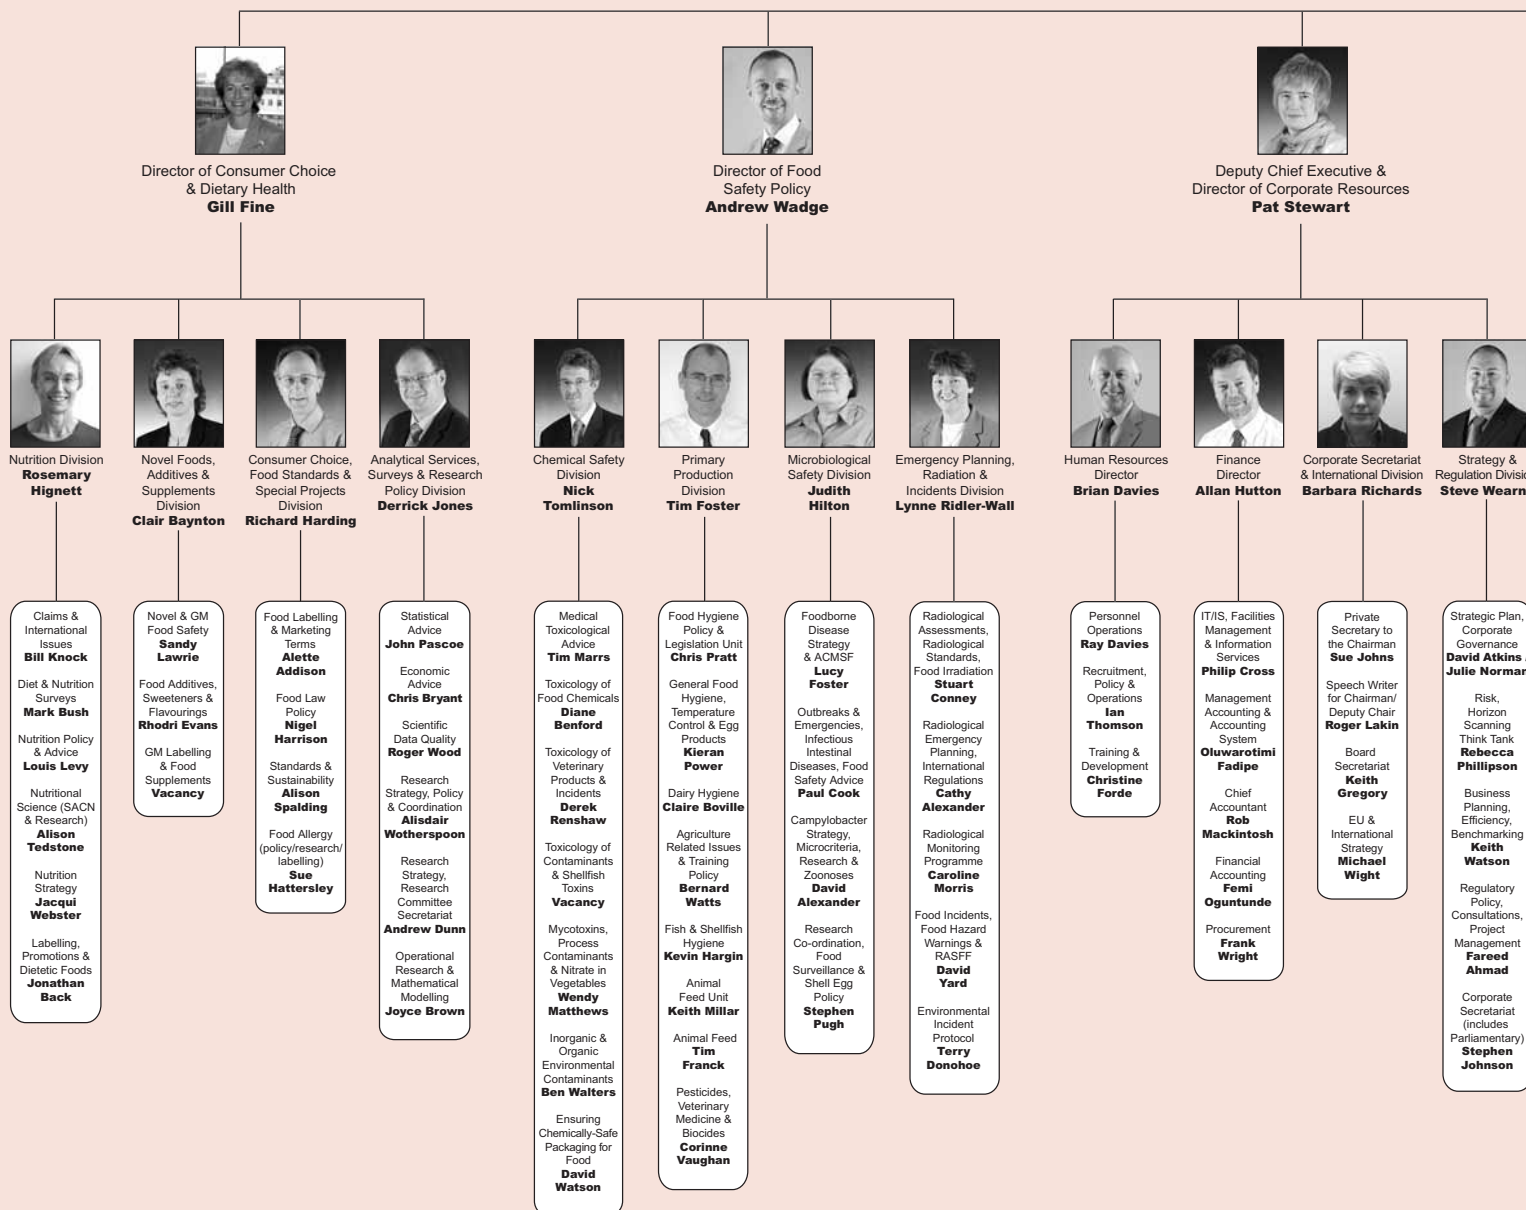 Director of Consumer Choice
& Dietary Health
Gill Fine
Director of Food
Safety Policy
Andrew Wadge
Deputy Chief Executive &
Director of Corporate Resources
Pat Stewart
Nutrition Division
Rosemary
Hignett
Novel Foods,
Additives &
Supplements
Division
Clair Baynton
Consumer Choice,
Food Standards &
Special Projects
Division
Richard Harding
Analytical Services,
Surveys & Research
Policy Division
Derrick Jones
Chemical Safety
Division
Nick
Tomlinson
Primary
Production
Division
Tim Foster
Microbiological
Safety Division
Judith
Hilton
Emergency Planning,
Radiation &
Incidents Division
Lynne Ridler-Wall
Human Resources
Director
Brian Davies
Finance
Director
Allan Hutton
Corporate Secretariat
& International Division
Barbara Richards
Strategy &
Regulation Divisio
Steve Wearn
Claims &
International
Issues
Bill Knock
Diet & Nutrition
Surveys
Mark Bush
Nutrition Policy
& Advice
Louis Levy
Nutritional
Science (SACN
& Research)
Alison
Tedstone
Nutrition
Strategy
Jacqui
Webster
Labelling,
Promotions &
Dietetic Foods
Jonathan
Back
Novel & GM
Food Safety
Sandy
Lawrie
Food Additives,
Sweeteners &
Flavourings
Rhodri Evans
GM Labelling
& Food
Supplements
Vacancy
Food Labelling
& Marketing
Terms
Alette
Addison
Food Law
Policy
Nigel
Harrison
Standards &
Sustainability
Alison
Spalding
Food Allergy
(policy/research/
labelling)
Sue
Hattersley
Statistical
Advice
John Pascoe
Economic
Advice
Chris Bryant
Scientific
Data Quality
Roger Wood
Research
Strategy, Policy
& Coordination
Alisdair
Wotherspoon
Research
Strategy,
Research
Committee
Secretariat
Andrew Dunn
Operational
Research &
Mathematical
Modelling
Joyce Brown
Medical
Toxicological
Advice
Tim Marrs
Toxicology of
Food Chemicals
Diane
Benford
Toxicology of
Veterinary
Products &
Incidents
Derek
Renshaw
Toxicology of
Contaminants
& Shellfish
Toxins
Vacancy
Mycotoxins,
Process
Contaminants
& Nitrate in
Vegetables
Wendy
Matthews
Inorganic &
Organic
Environmental
Contaminants
Ben Walters
Ensuring
Chemically-Safe
Packaging for
Food
David
Watson
Food Hygiene
Policy &
Legislation Unit
Chris Pratt
General Food
Hygiene,
Temperature
Control & Egg
Products
Kieran
Power
Dairy Hygiene
Claire Boville
Agriculture
Related Issues
& Training
Policy
Bernard
Watts
Fish & Shellfish
Hygiene
Kevin Hargin
Animal
Feed Unit
Keith Millar
Animal Feed
Tim
Franck
Pesticides,
Veterinary
Medicine &
Biocides
Corinne
Vaughan
Foodborne
Disease
Strategy
& ACMSF
Lucy
Foster
Outbreaks &
Emergencies,
Infectious
Intestinal
Diseases, Food
Safety Advice
Paul Cook
Campylobacter
Strategy,
Microcriteria,
Research &
Zoonoses
David
Alexander
Research
Co-ordination,
Food
Surveillance &
Shell Egg
Policy
Stephen
Pugh
Radiological
Assessments,
Radiological
Standards,
Food Irradiation
Stuart
Conney
Radiological
Emergency
Planning,
International
Regulations
Cathy
Alexander
Radiological
Monitoring
Programme
Caroline
Morris
Food Incidents,
Food Hazard
Warnings &
RASFF
David
Yard
Environmental
Incident
Protocol
Terry
Donohoe
Personnel
Operations
Ray Davies
Recruitment,
Policy &
Operations
Ian
Thomson
Training &
Development
Christine
Forde
IT/IS, Facilities
Management
& Information
Services
Philip Cross
Management
Accounting &
Accounting
System
Oluwarotimi
Fadipe
Chief
Accountant
Rob
Mackintosh
Financial
Accounting
Femi
Oguntunde
Procurement
Frank
Wright
Private
Secretary to
the Chairman
Sue Johns
Speech Writer
for Chairman/
Deputy Chair
Roger Lakin
Board
Secretariat
Keith
Gregory
EU &
International
Strategy
Michael
Wight
Strategic Plan,
Corporate
Governance
David Atkins
Julie Norman
Risk,
Horizon
Scanning
Think Tank
Rebecca
Phillipson
Business
Planning,
Efficiency,
Benchmarking
Keith
Watson
Regulatory
Policy,
Consultations,
Project
Management
Fareed
Ahmad
Corporate
Secretariat
(includes
Parliamentary)
Stephen
Johnson